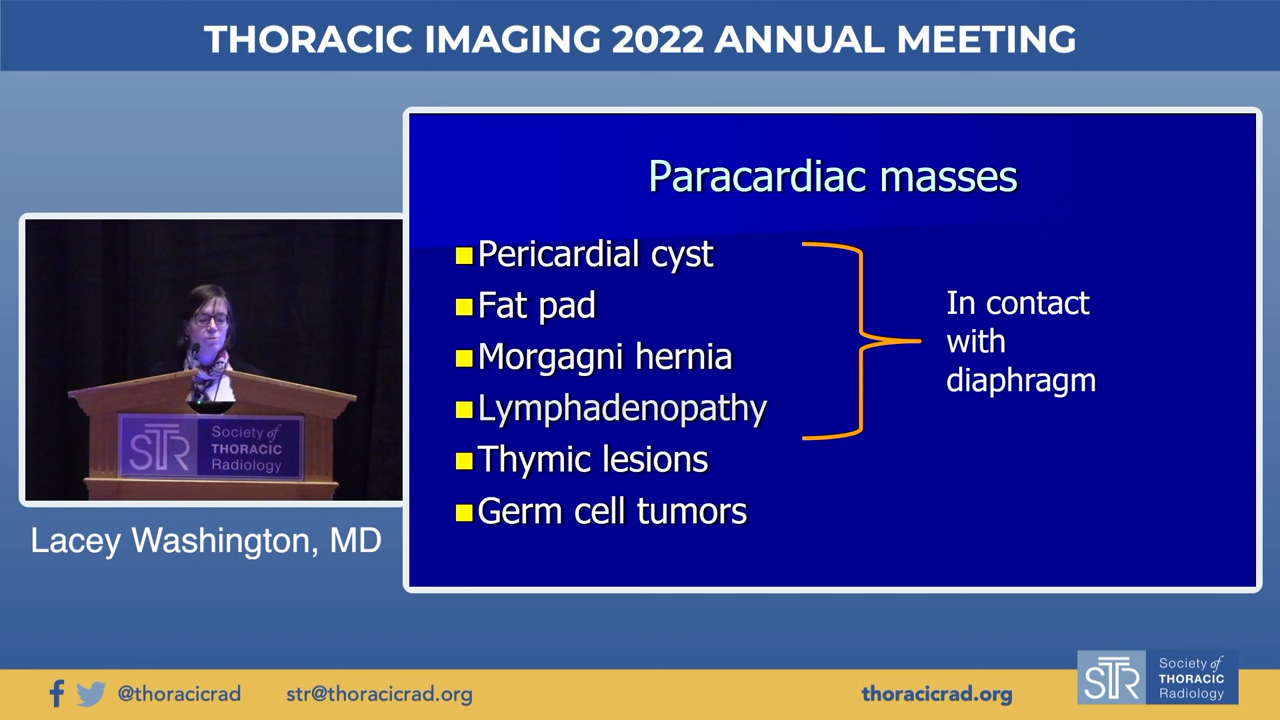 THORACIC IMAGING 2022 ANNUAL MEETING
Paracardiac masses
Pericardial cyst
Fat pad
Morgagni hernia
Lymphadenopathy
Thymic lesions
Germ cell tumors
In contact
with
diaphragm
STR
Society of
THORACIC
Radiology
Lacey Washington, MD
@thoracicrad
str@thoracicrad.org
thoracicrad.org
STR
Society of
THORACIC
Radiology